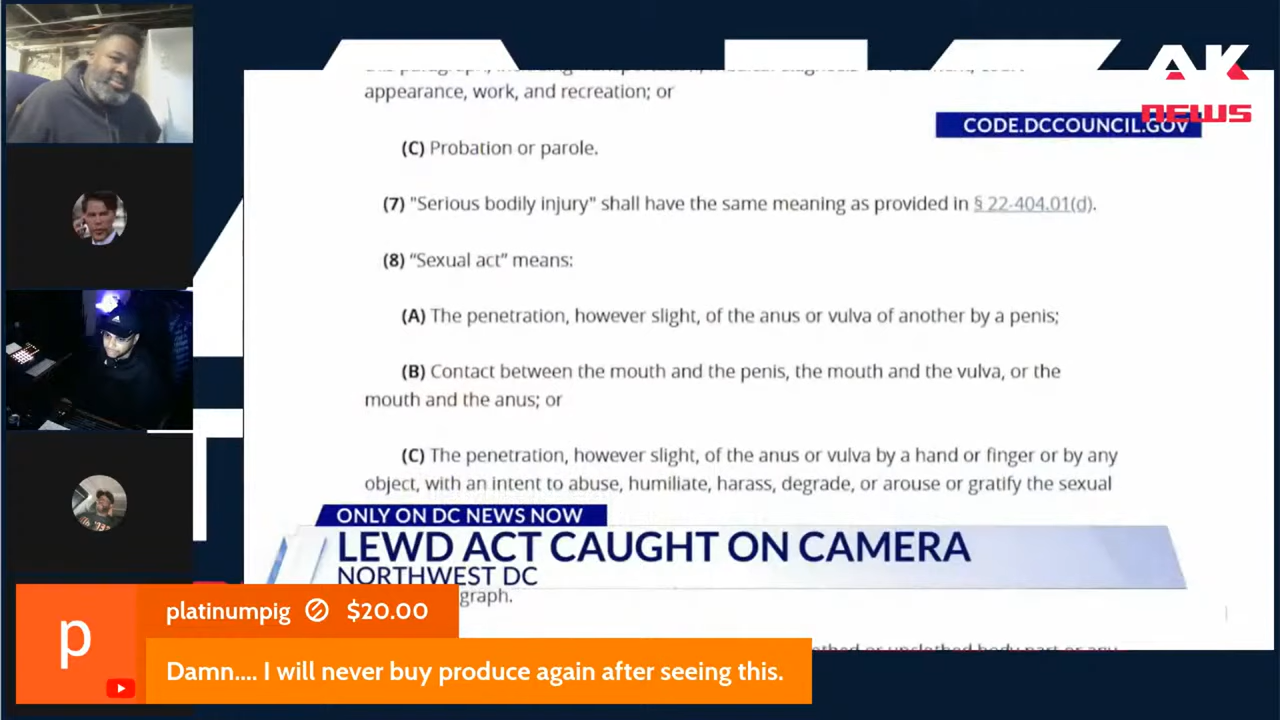 appearance, work, and recreation; or
AK
NEWS
CODE.DCCOUNCIL.GOV
(C) Probation or parole.
(7) "Serious bodily injury" shall have the same meaning as provided in § 22-404.01(d).
(8) “Sexual act” means:
(A) The penetration, however slight, of the anus or vulva of another by a penis;
(B) Contact between the mouth and the penis, the mouth and the vulva, or the
mouth and the anus; or
(C) The penetration, however slight, of the anus or vulva by a hand or finger or by any
object, with an intent to abuse, humiliate, harass, degrade, or arouse or gratify the sexual
ONLY ON DC NEWS NOW
LEWD ACT CAUGHT ON CAMERA
NORTHWEST DC
graph.
p
platinumpig $20.00
Damn.... I will never buy produce again after seeing this.